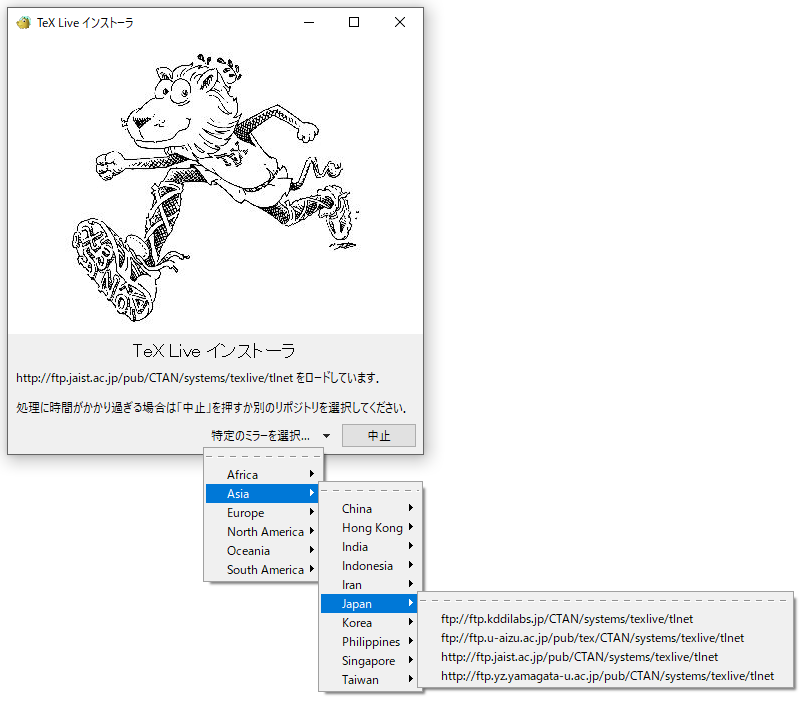 TeX Live インストーラ
TeX Live インストーラ
http://ftp.jaist.ac.jp/pub/CTAN/systems/texlive/tlnet をロードしています.
処理に時間がかかり過ぎる場合は「中止」を押すか別のリポジトリを選択してください.
特定のミラーを選択... 中止
Africa
Asia
Europe
North America
Oceania
South America
China
Hong Kong
India
Indonesia
Iran
Japan
Korea
Philippines
Singapore
Taiwan
ftp://ftp.kddilabs.jp/CTAN/systems/texlive/tlnet
ftp://ftp.u-aizu.ac.jp/pub/tex/CTAN/systems/texlive/tlnet
http://ftp.jaist.ac.jp/pub/CTAN/systems/texlive/tlnet
http://ftp.yz.yamagata-u.ac.jp/pub/CTAN/systems/texlive/tlnet